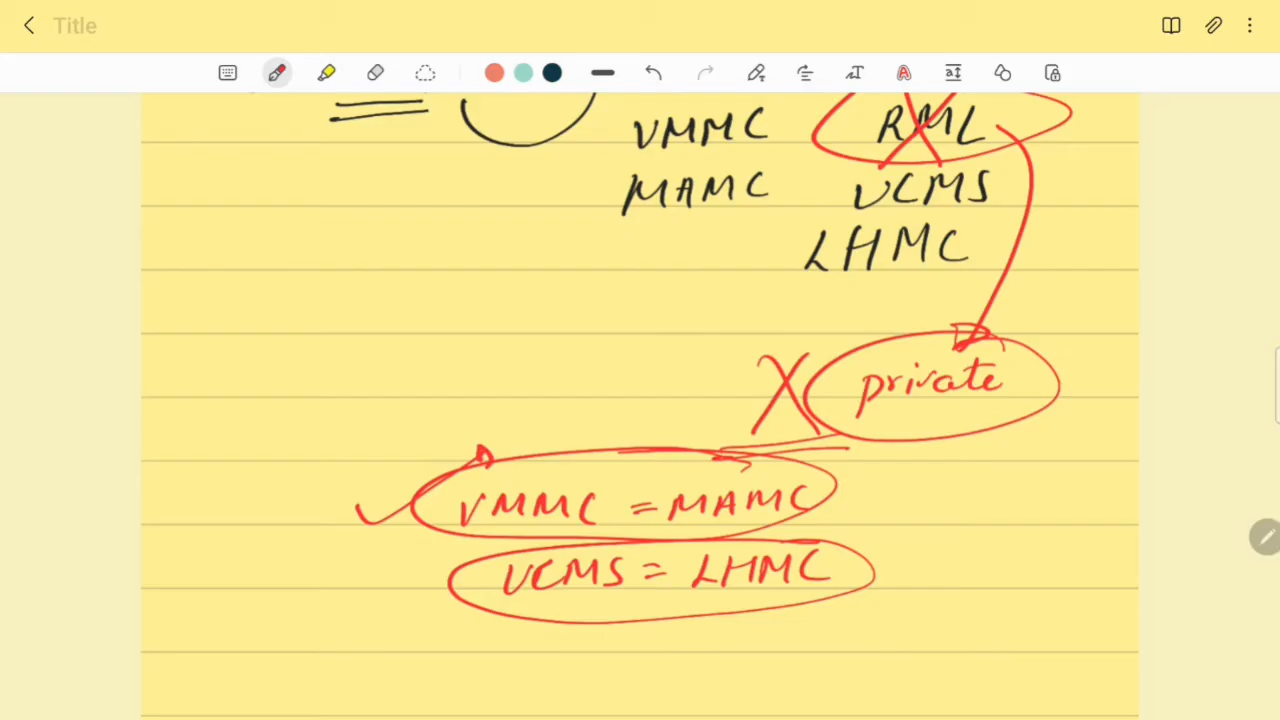 Title
VMMC RML
MAMC UCMS
LHMC
private
VMMC = MAMC
UCMS = LHMC